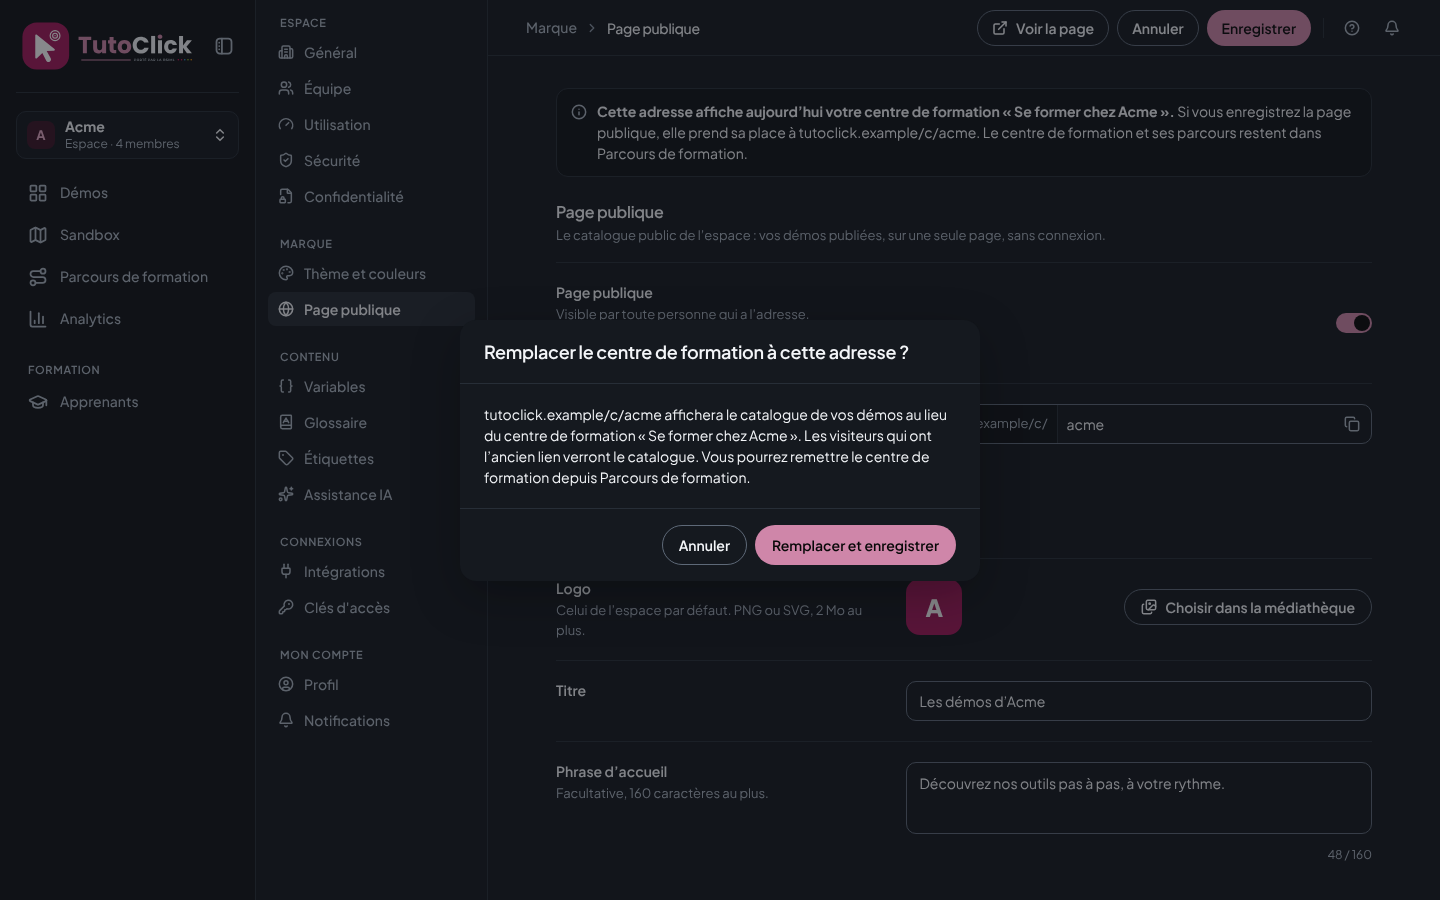 TutoClick
Acme
Espace · 4 membres
Démos
Sandbox
Parcours de formation
Analytics
FORMATION
Apprenants
ESPACE
Général
Équipe
Utilisation
Sécurité
Confidentialité
MARQUE
Thème et couleurs
Page publique
CONTENU
Variables
Glossaire
Étiquettes
Assistance IA
CONNEXIONS
Intégrations
Clés d'accès
MON COMPTE
Profil
Notifications
Marque
Page publique
Voir la page
Annuler
Enregistrer
Cette adresse affiche aujourd’hui votre centre de formation « Se former chez Acme ». Si vous enregistrez la page
publique, elle prend sa place à tutoclick.example/c/acme. Le centre de formation et ses parcours restent dans
Parcours de formation.
Page publique
Le catalogue public de l’espace : vos démos publiées, sur une seule page, sans connexion.
Page publique
Visible par toute personne qui a l’adresse.
example/c/
acme
Remplacer le centre de formation à cette adresse ?
tutoclick.example/c/acme affichera le catalogue de vos démos au lieu
du centre de formation « Se former chez Acme ». Les visiteurs qui ont
l’ancien lien verront le catalogue. Vous pourrez remettre le centre de
formation depuis Parcours de formation.
Annuler
Remplacer et enregistrer
Logo
Celui de l’espace par défaut. PNG ou SVG, 2 Mo au
plus.
A
Choisir dans la médiathèque
Titre
Les démos d’Acme
Phrase d’accueil
Facultative, 160 caractères au plus.
Découvrez nos outils pas à pas, à votre rythme.
48 / 160